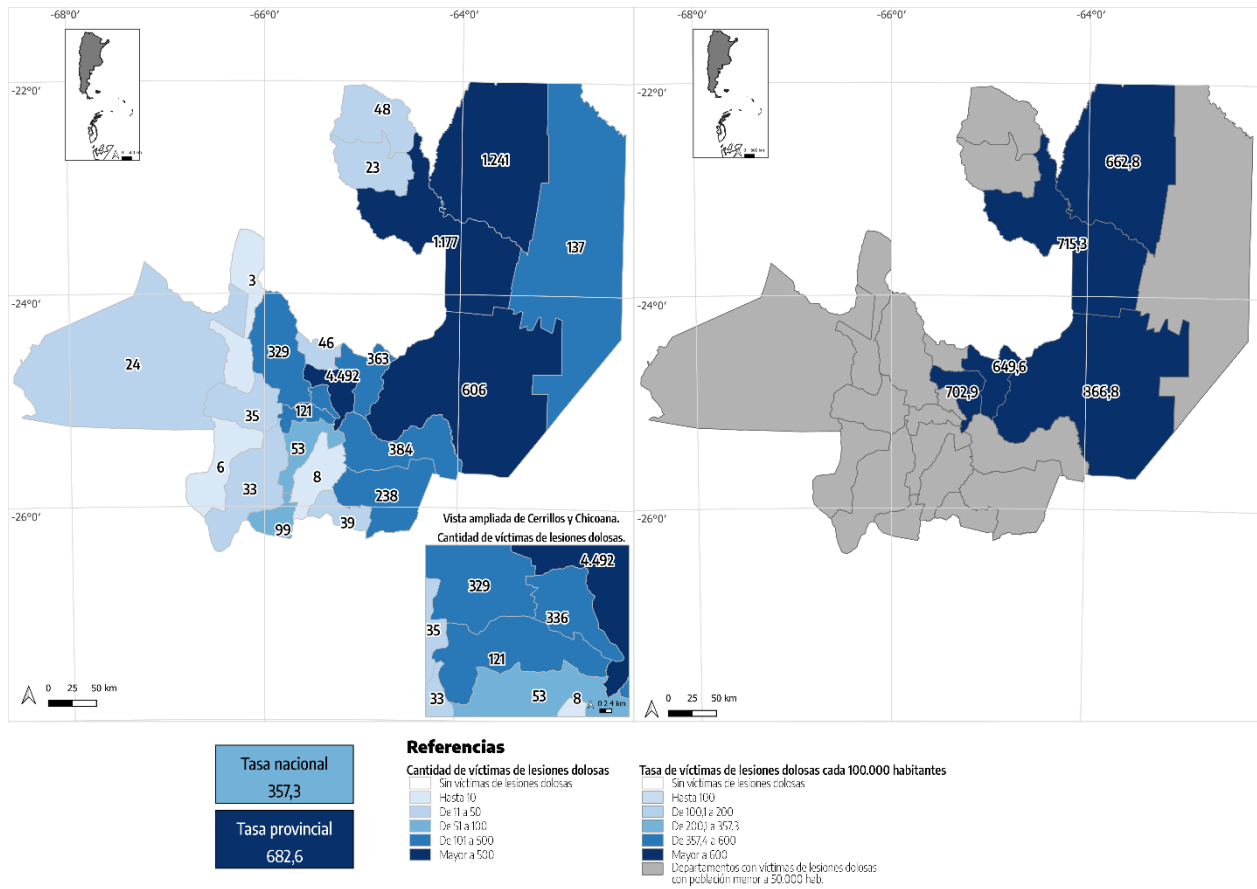 -68°0'
-66°0'
-64°0'
-68°0'
-66°0'
-64°0'
-22°0'
-22°0'
48
23
1.241
1.177
137
662,8
715,3
-24°0'
-24°0'
3
24
329
46
363
4.492
606
35
121
53
384
6
33
8
238
99
39
649,6
702,9
866,8
-26°0'
-26°0'
Vista ampliada de Cerrillos y Chicoana.
Cantidad de víctimas de lesiones dolosas.
4.492
329
336
35
121
53
33
8
0 2 4 km
0 25 50 km
0 25 50 km
Tasa nacional
357,3
Tasa provincial
682,6
Referencias
Cantidad de víctimas de lesiones dolosas
Sin víctimas de lesiones dolosas
Hasta 10
De 11 a 50
De 51 a 100
De 101 a 500
Mayor a 500
Tasa de víctimas de lesiones dolosas cada 100.000 habitantes
Sin víctimas de lesiones dolosas
Hasta 100
De 100,1 a 200
De 200,1 a 357,3
De 357,4 a 600
Mayor a 600
Departamentos con víctimas de lesiones dolosas
con población menor a 50.000 hab.